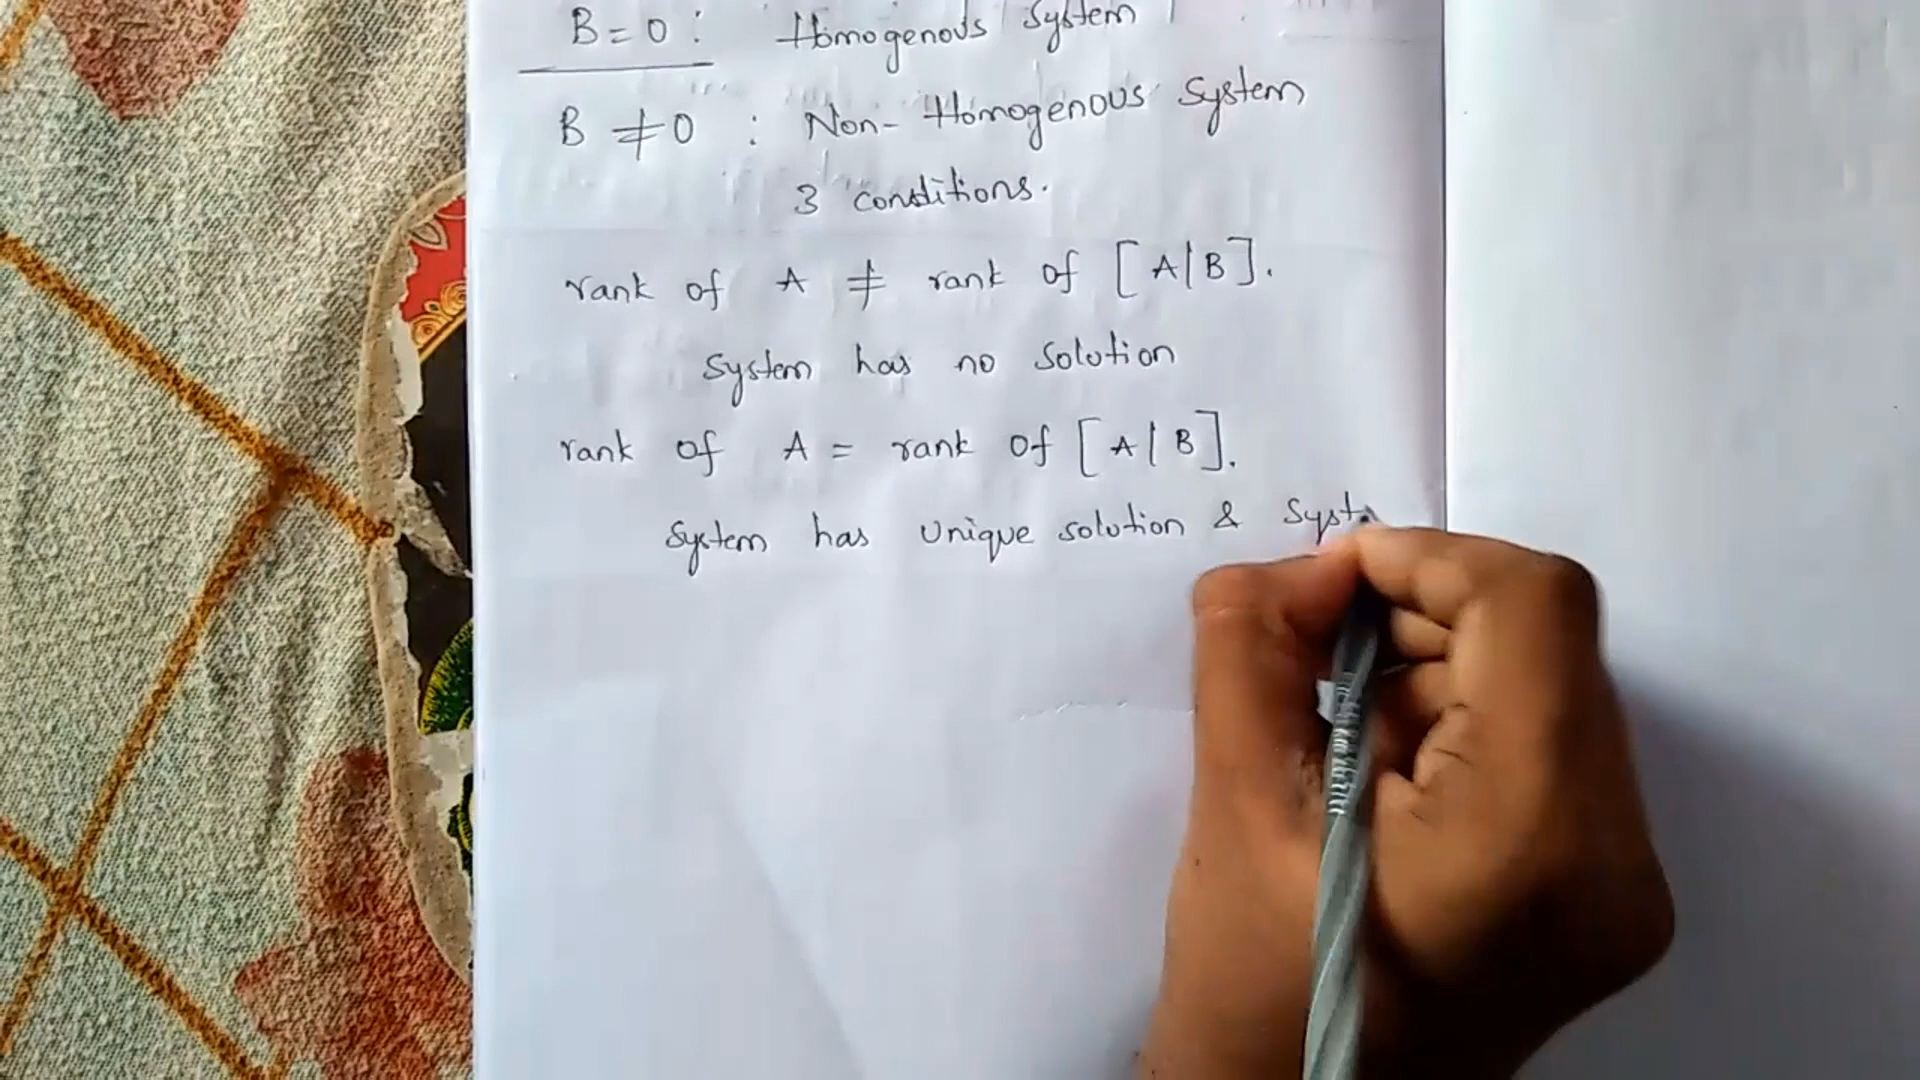 B = 0 : Homogenous System
B ≠ 0 : Non- Homogenous System
3 conditions.
rank of A ≠ rank of [A|B].
System has no solution
rank of A = rank of [A|B].
System has Unique solution & Syst